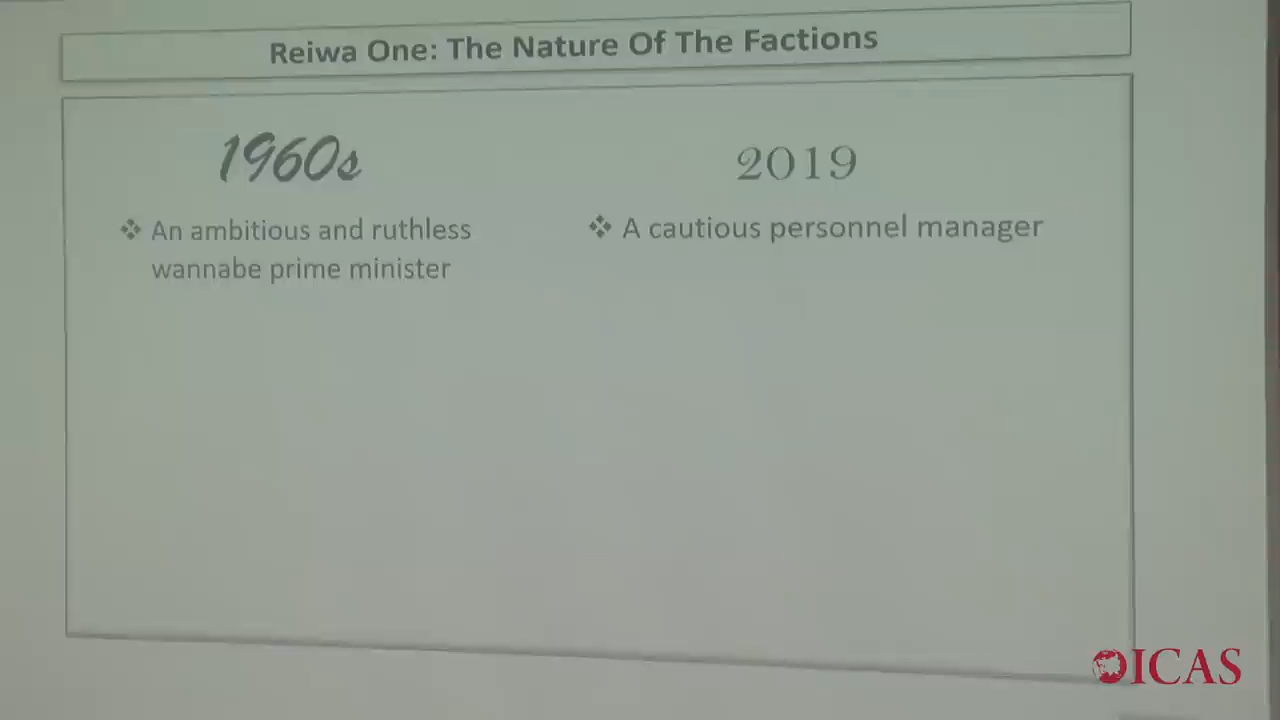 Reiwa One: The Nature Of The Factions
1960s
❖ An ambitious and ruthless
wannabe prime minister
2019
❖ A cautious personnel manager
ICAS